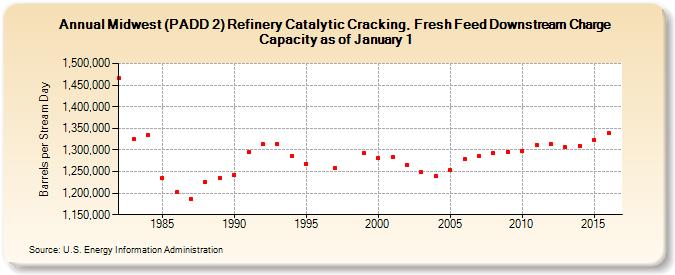 Annual Midwest (PADD 2) Refinery Catalytic Cracking, Fresh Feed Downstream Charge
Capacity as of January 1
Barrels per Stream Day
1,500,000
1,450,000
1,400,000
1,350,000
1,300,000
1,250,000
1,200,000
1,150,000
1985 1990 1995 2000 2005 2010 2015
Source: U.S. Energy Information Administration